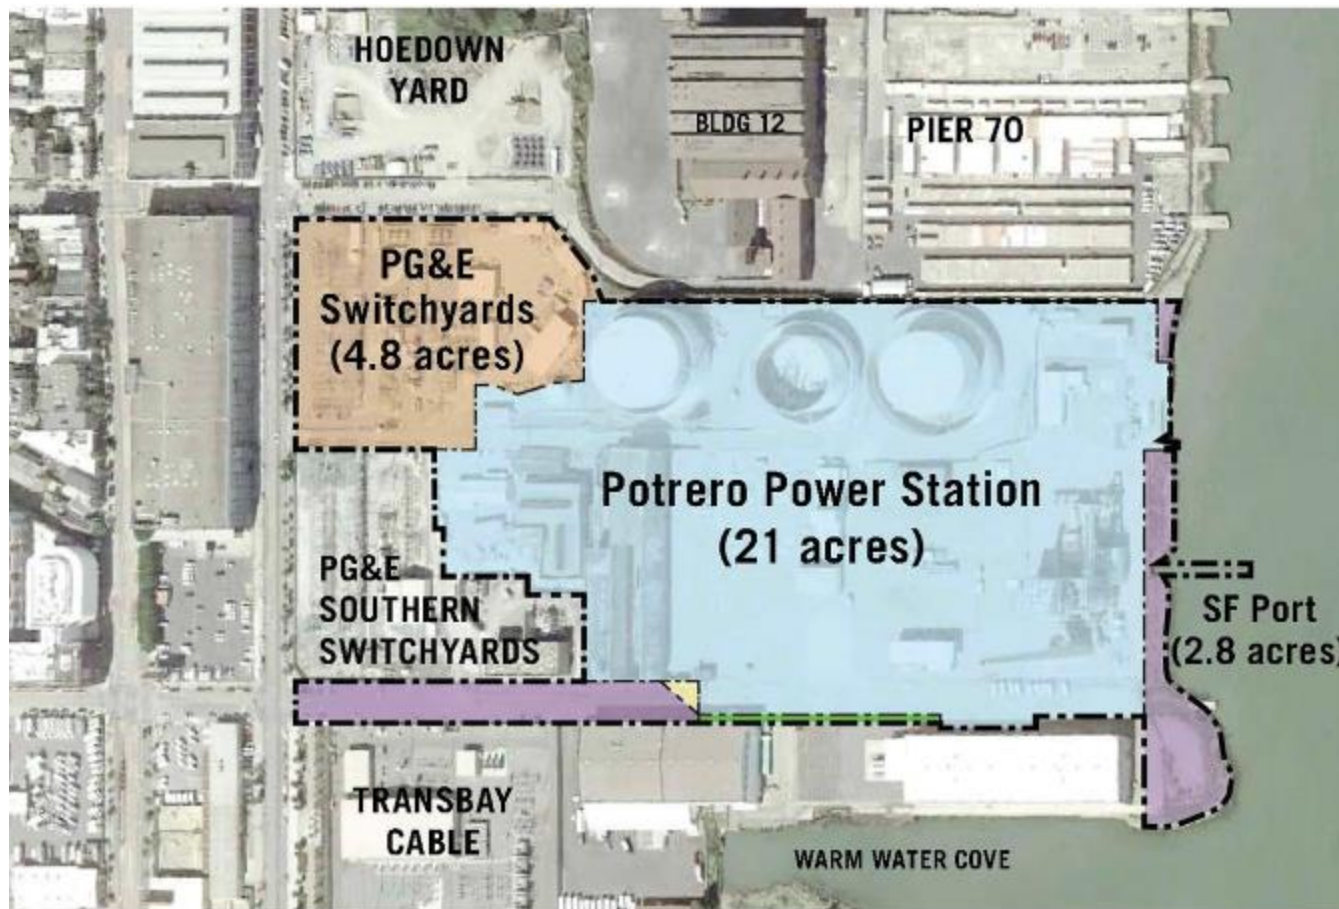 HOEDOWN
YARD
BLDG 12
PIER 70
PG&E
Switchyards
(4.8 acres)
Potrero Power Station
(21 acres)
PG&E
SOUTHERN
SWITCHYARDS
SF Port
(2.8 acres)
TRANSBAY
CABLE
WARM WATER COVE